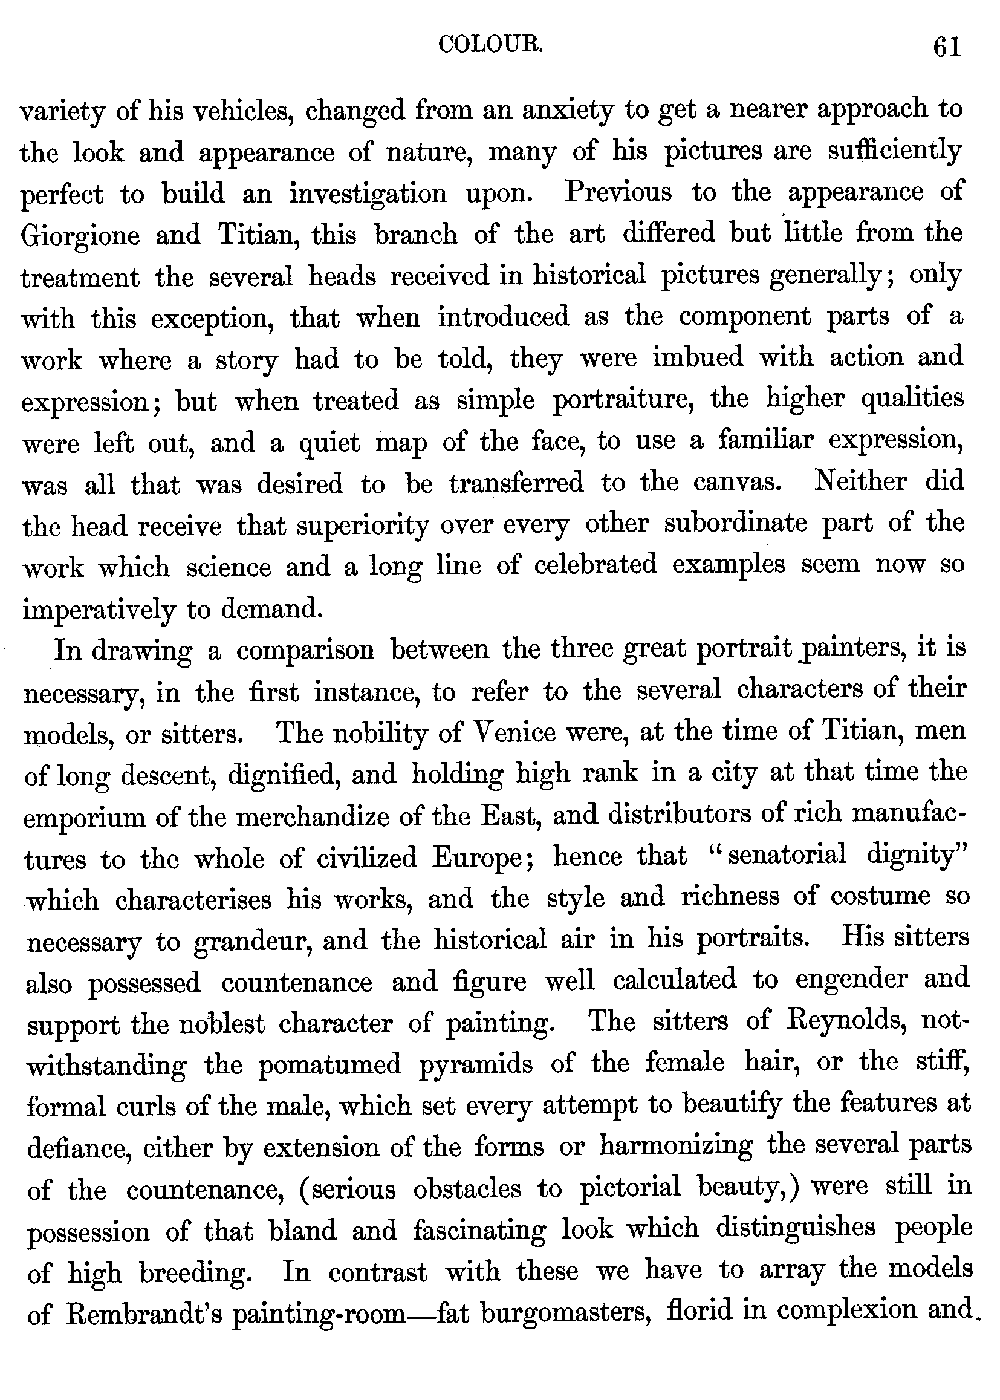 COLOUR. 61
variety of his vehicles, changed from an anxiety to get a nearer approach to
the look and appearance of nature, many of his pictures are sufficiently
perfect to build an investigation upon. Previous to the appearance of
Giorgione and Titian, this branch of the art differed but little from the
treatment the several heads received in historical pictures generally; only
with this exception, that when introduced as the component parts of a
work where a story had to be told, they were imbued with action and
expression; but when treated as simple portraiture, the higher qualities
were left out, and a quiet map of the face, to use a familiar expression,
was all that was desired to be transferred to the canvas. Neither did
the head receive that superiority over every other subordinate part of the
work which science and a long line of celebrated examples seem now so
imperatively to demand.
In drawing a comparison between the three great portrait painters, it is
necessary, in the first instance, to refer to the several characters of their
models, or sitters. The nobility of Venice were, at the time of Titian, men
of long descent, dignified, and holding high rank in a city at that time the
emporium of the merchandize of the East, and distributors of rich manufac-
tures to the whole of civilized Europe; hence that "senatorial dignity"
which characterises his works, and the style and richness of costume so
necessary to grandeur, and the historical air in his portraits. His sitters
also possessed countenance and figure well calculated to engender and
support the noblest character of painting. The sitters of Reynolds, not-
withstanding the pomatumed pyramids of the female hair, or the stiff,
formal curls of the male, which set every attempt to beautify the features at
defiance, either by extension of the forms or harmonizing the several parts
of the countenance, (serious obstacles to pictorial beauty,) were still in
possession of that bland and fascinating look which distinguishes people
of high breeding. In contrast with these we have to array the models
of Rembrandt's painting-room—fat burgomasters, florid in complexion and